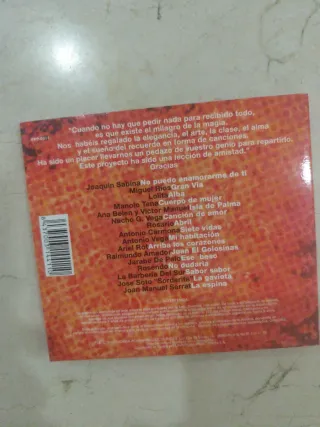 "Cuando no hay que pedir nada para recibirlo todo,
es que existe el milagro de la magia.
Nos habéis regalado la elegancia, el arte, la clase, el alma
y el sueño del recuerdo en forma de canciones.
Ha sido un placer llevarnos un pedazo de vuestro genio para repartirlo.
Este proyecto ha sido una lección de amistad."
Gracias
Joaquín Sabina No puedo enamorarme de ti
Miguel Ríos Gran Vía
Lolita Alba
Manolo Tena Cuerpo de mujer
Ana Belén y Víctor Manuel Isla de Palma
Nacho G. Vega Canción de amor
Rosario Abril
Antonio Carmona Siete vidas
Antonio Vega Mi habitación
Ariel Rot Arriba los corazones
Raimundo Amador Juan El Golosinas
Jarabe De Palo Ese beso
Rosendo No dudaría
La Barbería Del Sur Sabor sabor
José Soto "Sorderita" La gaviota
Joan Manuel Serrat La espina